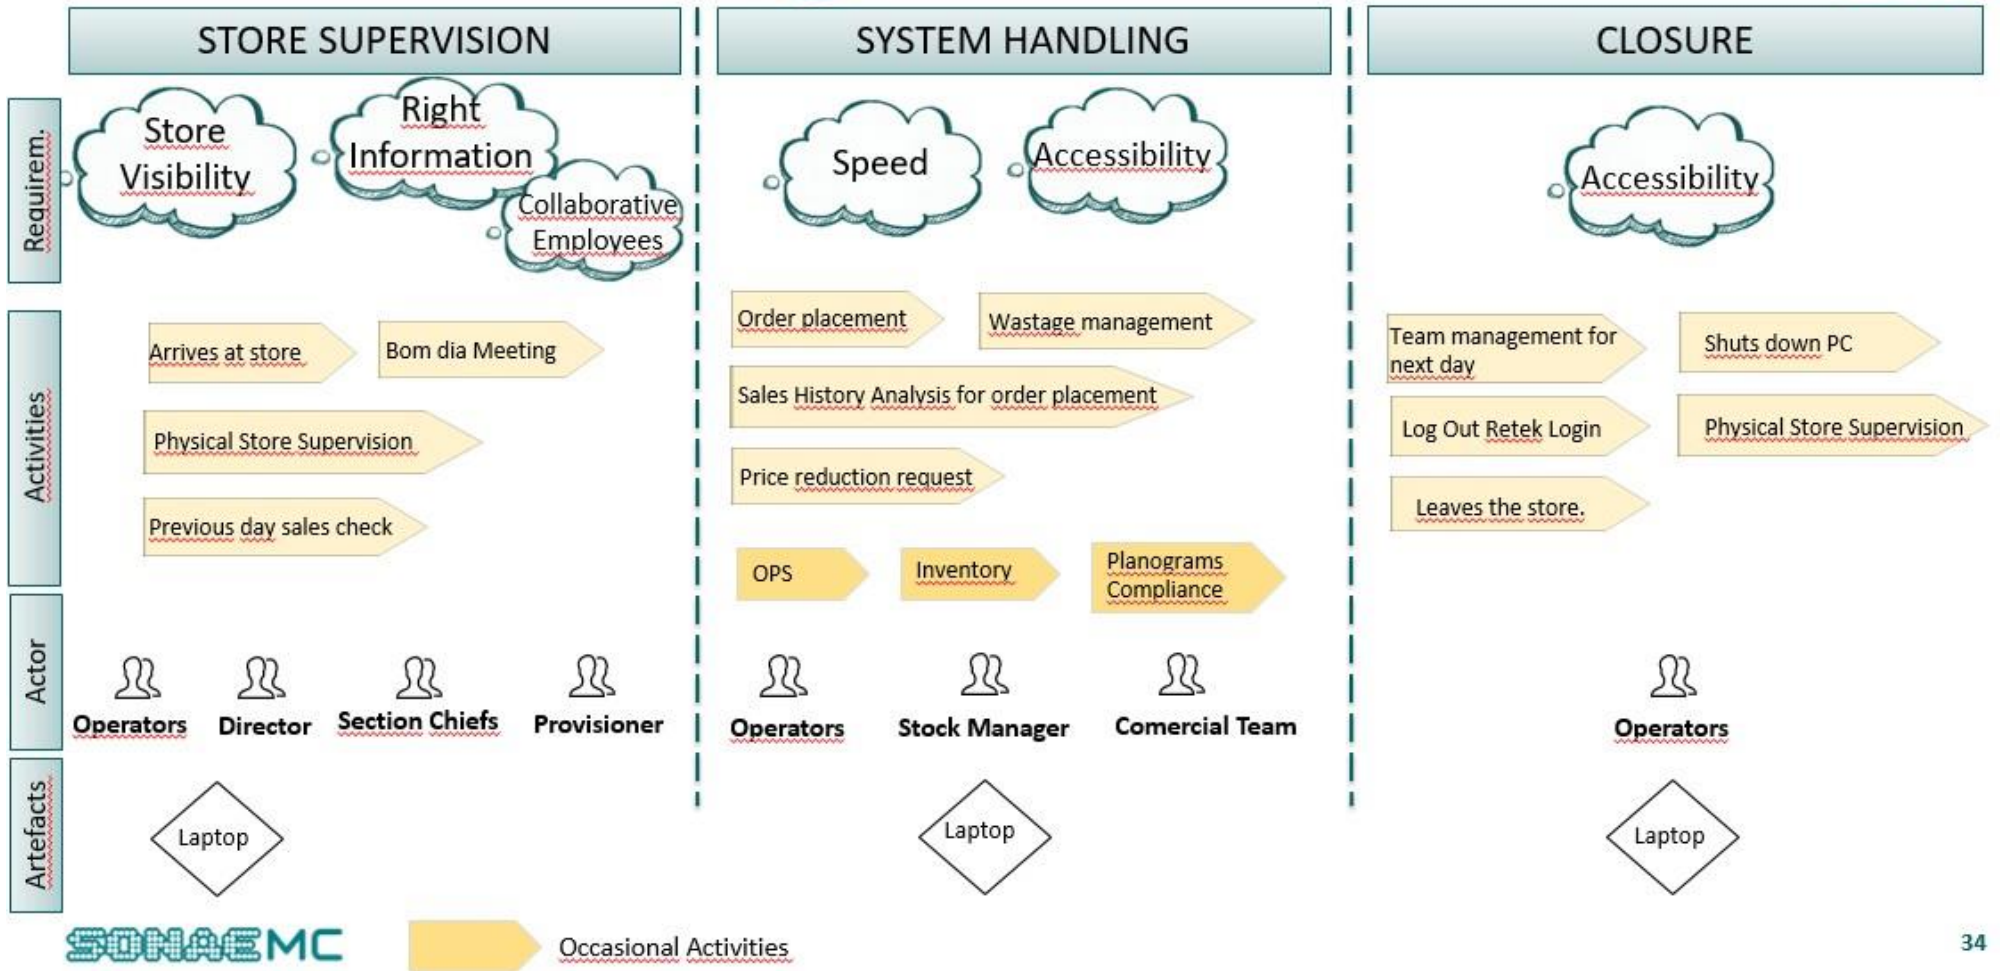 STORE SUPERVISION
SYSTEM HANDLING
CLOSURE
Requirem.
Store
Visibility
Right
Information
Collaborative
Employees
Speed
Accessibility
Accessibility
Activities
Arrives at store
Bom dia Meeting
Physical Store Supervision
Previous day sales check
Order placement
Wastage management
Sales History Analysis for order placement
Price reduction request
OPS
Inventory
Planograms
Compliance
Team management for
next day
Shuts down PC
Log Out Retek Login
Physical Store Supervision
Leaves the store.
Actor
Operators
Director
Section Chiefs
Provisioner
Operators
Stock Manager
Comercial Team
Operators
Artefacts
Laptop
Laptop
Laptop
SONAE MC
Occasional Activities
34